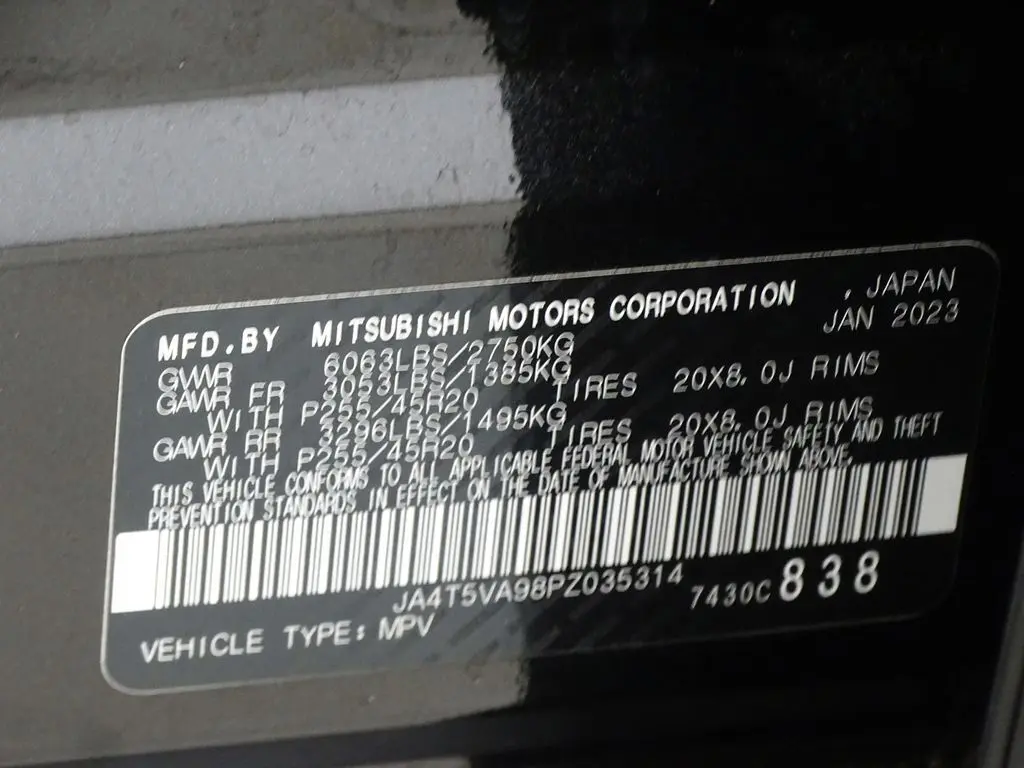 MFD.BY MITSUBISHI MOTORS CORPORATION , JAPAN
JAN 2023
GVWR 6063LBS/2750KG
GAWR FR 3053LBS/1385KG
WITH P255/45R20 TIRES 20X8.0J RIMS
GAWR RR 3296LBS/1495KG
WITH P255/45R20 TIRES 20X8.0J RIMS
THIS VEHICLE CONFORMS TO ALL APPLICABLE FEDERAL MOTOR VEHICLE SAFETY AND THEFT
PREVENTION STANDARDS IN EFFECT ON THE DATE OF MANUFACTURE SHOWN ABOVE.
JA4T5VA98PZ035314 7430C 838
VEHICLE TYPE: MPV